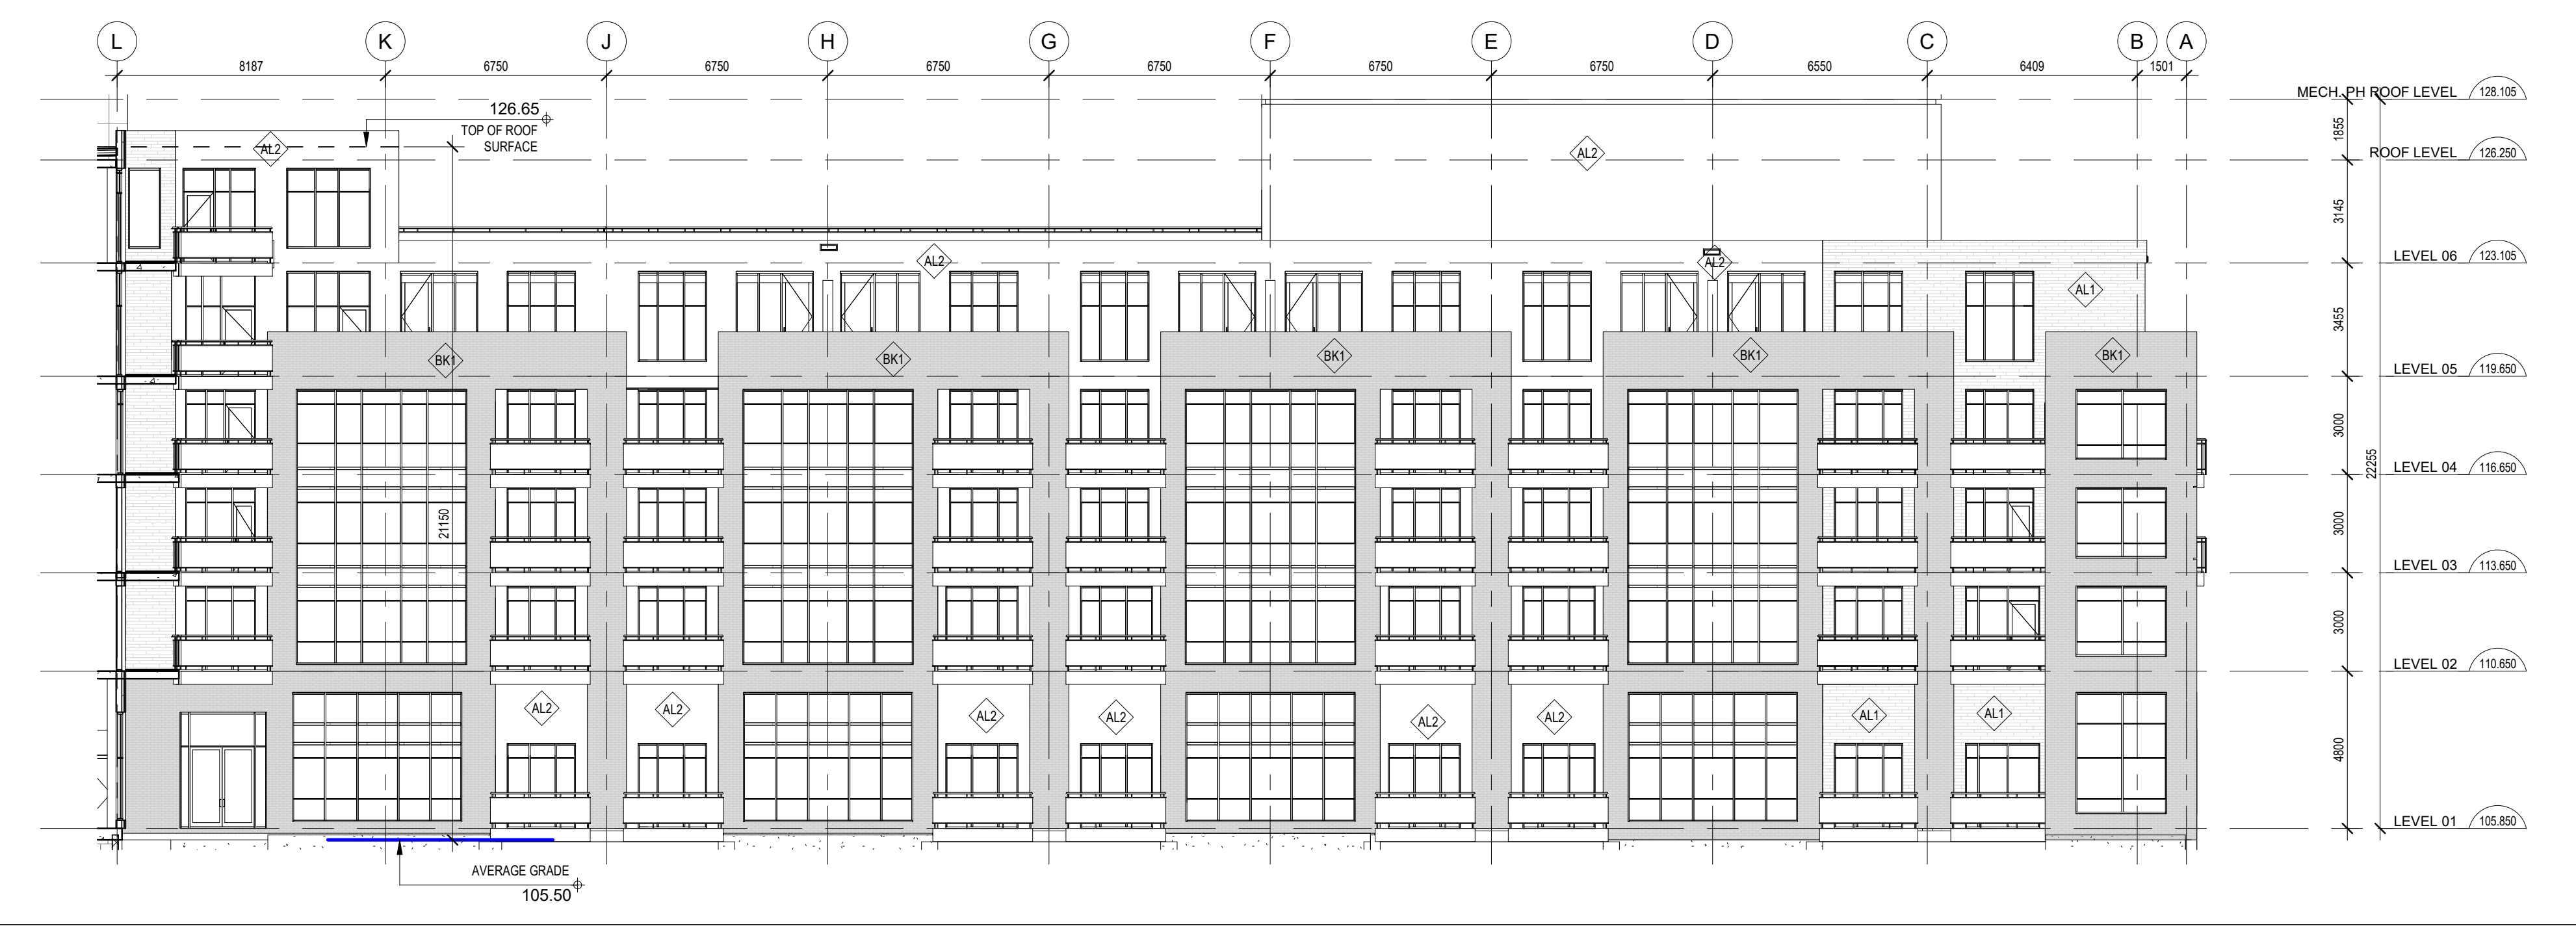 L K J H G F E D C B A
8187 6750 6750 6750 6750 6750 6750 6550 6409 1501
MECH. PH ROOF LEVEL 128.105
126.65
TOP OF ROOF
SURFACE
1855
AL2
AL2
ROOF LEVEL 126.250
3145
AL2
AL2
LEVEL 06 123.105
AL1
3455
BK1 BK1 BK1 BK1 BK1
LEVEL 05 119.650
3000
22255
LEVEL 04 116.650
21150
3000
LEVEL 03 113.650
3000
LEVEL 02 110.650
AL2 AL2 AL2 AL2 AL2 AL2 AL1 AL1
4800
LEVEL 01 105.850
AVERAGE GRADE
105.50